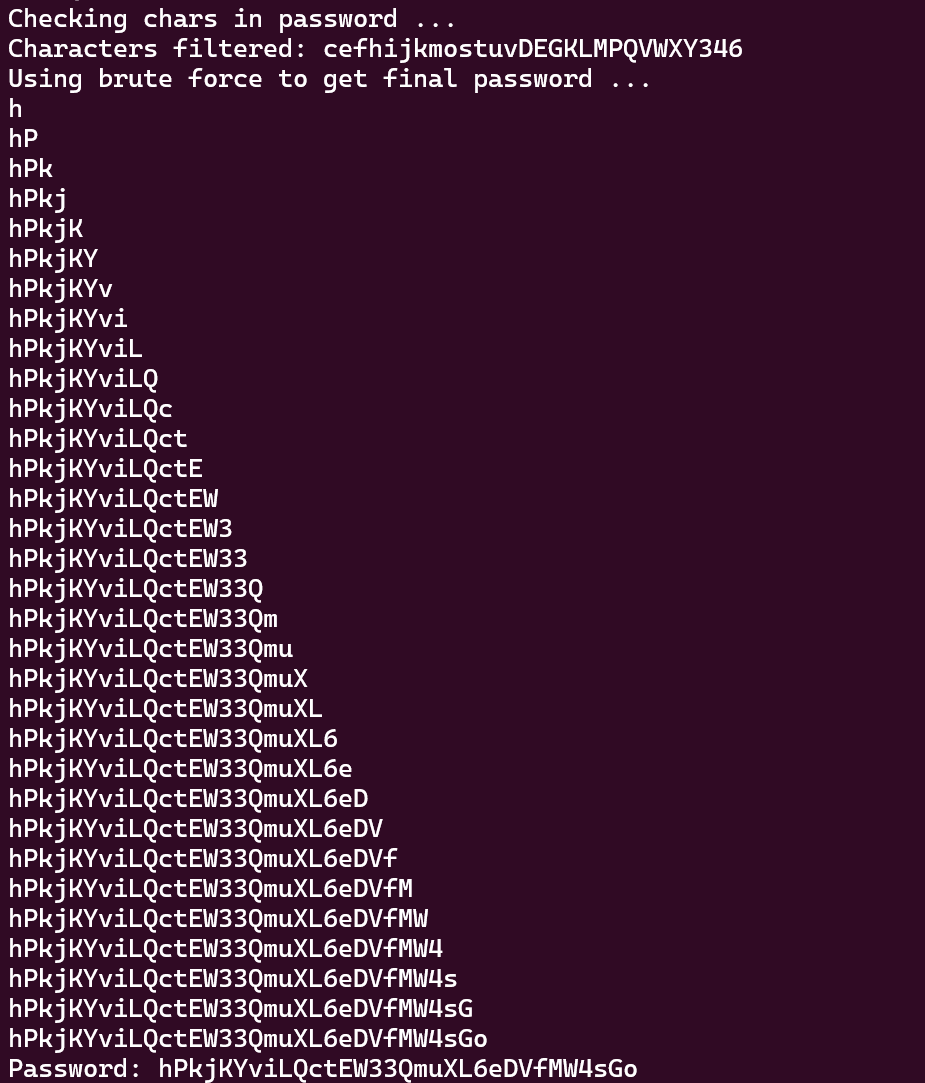 Checking chars in password ...
Characters filtered: cefhijkmostuvDEGKLMPQVWXY346
Using brute force to get final password ...
h
hP
hPk
hPkj
hPkjK
hPkjKY
hPkjKYv
hPkjKYvi
hPkjKYviL
hPkjKYviLQ
hPkjKYviLQc
hPkjKYviLQct
hPkjKYviLQctE
hPkjKYviLQctEW
hPkjKYviLQctEW3
hPkjKYviLQctEW33
hPkjKYviLQctEW33Q
hPkjKYviLQctEW33Qm
hPkjKYviLQctEW33Qmu
hPkjKYviLQctEW33QmuX
hPkjKYviLQctEW33QmuXL
hPkjKYviLQctEW33QmuXL6
hPkjKYviLQctEW33QmuXL6e
hPkjKYviLQctEW33QmuXL6eD
hPkjKYviLQctEW33QmuXL6eDV
hPkjKYviLQctEW33QmuXL6eDVf
hPkjKYviLQctEW33QmuXL6eDVfM
hPkjKYviLQctEW33QmuXL6eDVfMW
hPkjKYviLQctEW33QmuXL6eDVfMW4
hPkjKYviLQctEW33QmuXL6eDVfMW4s
hPkjKYviLQctEW33QmuXL6eDVfMW4sG
hPkjKYviLQctEW33QmuXL6eDVfMW4sGo
Password: hPkjKYviLQctEW33QmuXL6eDVfMW4sGo